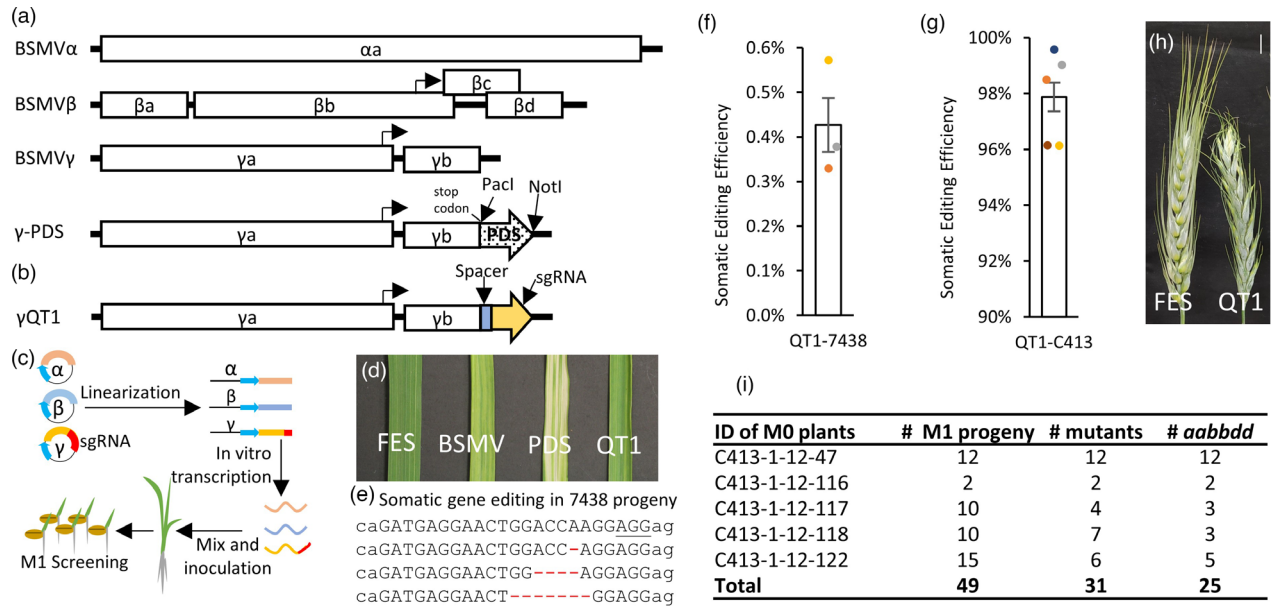 (a)
BSMVα
αa
BSMVβ
βa
βb
βc
βd
BSMVγ
γa
γb
γ-PDS
γa
γb
stop
codon
PacI
NotI
PDS
(b)
Spacer
sgRNA
γQT1
γa
γb
(c)
α
β
γ
sgRNA
Linearization
α
β
γ
In vitro
transcription
Mix and
inoculation
M1 Screening
(d)
FES BSMV PDS QT1
(e) Somatic gene editing in 7438 progeny
caGATGAGGAACTGGACCAAGGAGGag
caGATGAGGAACTGGACC-AGGAGGag
caGATGAGGAACTGG----AGGAGGag
caGATGAGGAACT-------GGAGGag
(f)
Somatic Editing Efficiency
0.6%
0.5%
0.4%
0.3%
0.2%
0.1%
0.0%
QT1-7438
(g)
Somatic Editing Efficiency
100%
98%
96%
94%
92%
90%
QT1-C413
(h)
FES QT1
(i)
ID of M0 plants # M1 progeny # mutants # aabbdd
C413-1-12-47 12 12 12
C413-1-12-116 2 2 2
C413-1-12-117 10 4 3
C413-1-12-118 10 7 3
C413-1-12-122 15 6 5
Total 49 31 25